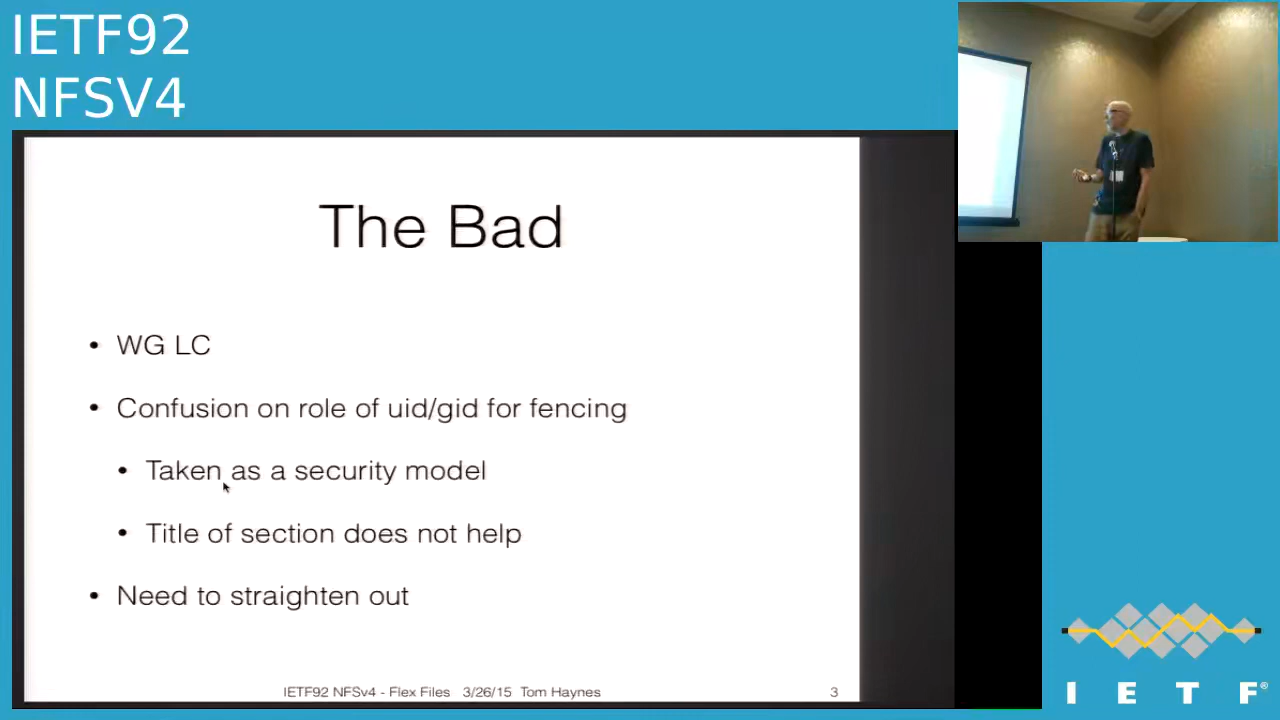 IETF92
NFSV4
The Bad
• WG LC
• Confusion on role of uid/gid for fencing
• Taken as a security model
• Title of section does not help
• Need to straighten out
IETF92 NFSv4 - Flex Files 3/26/15 Tom Haynes 3
I E T F®